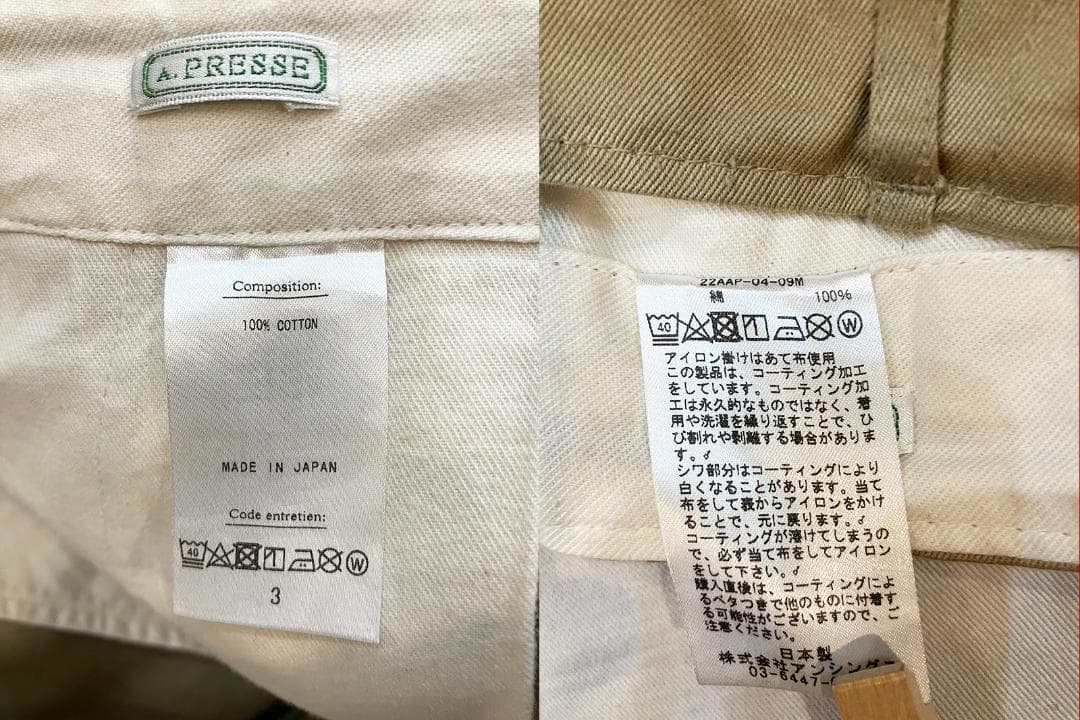 A. PRESSE
Composition:
100% COTTON
MADE IN JAPAN
Code entretien:
40 W
3
22AAP-04-09M
綿 100%
40 W
アイロン掛けはあて布使用
この製品は、コーティング加工
をしています。コーティング加
工は永久的なものではなく、着
用や洗濯を繰り返すことで、ひ
び割れや剥離する場合がありま
す。♂
シワ部分はコーティングにより
白くなることがあります。当て
布をして表からアイロンをかけ
ることで、元に戻ります。♂
コーティングが溶けてしまうの
で、必ず当て布をしてアイロン
をして下さい。♂
購入直後は、コーティングによ
るベタつきで他のものに付着す
る可能性がございますので、ご
注意ください。
日本製
株式会社アンシング
03-6447-